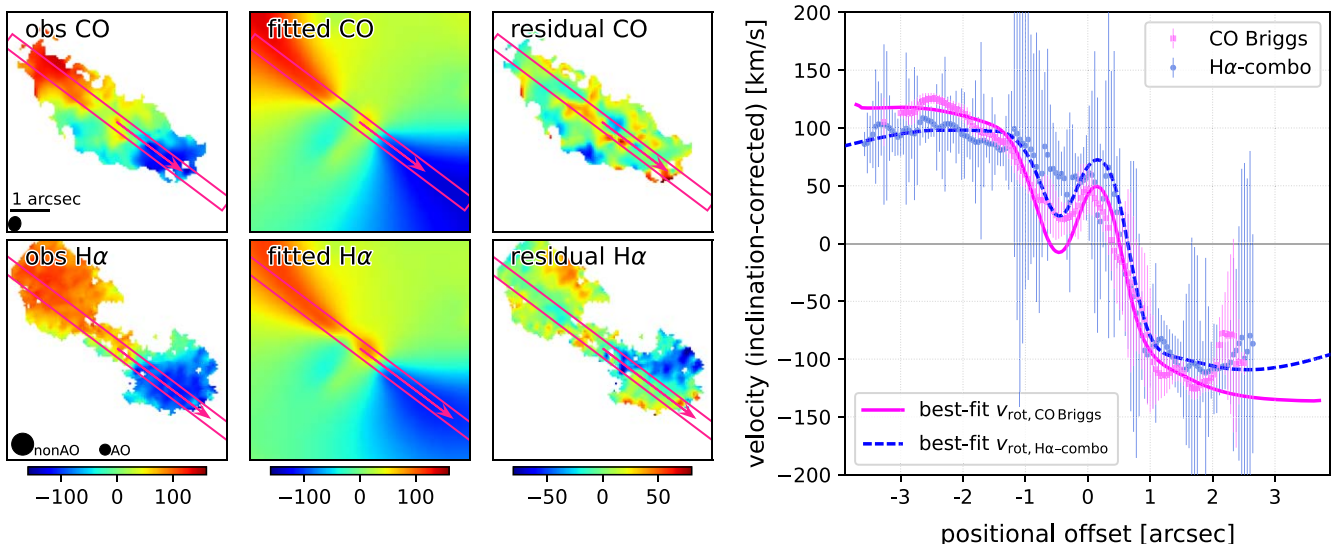 obs CO
fitted CO
residual CO
1 arcsec
obs Hα
fitted Hα
residual Hα
nonAO
AO
−100 0 100
−100 0 100
−50 0 50
velocity (inclination-corrected) [km/s]
200
150
100
50
0
−50
−100
−150
−200
CO Briggs
Hα-combo
best-fit v_rot, CO Briggs
best-fit v_rot, Hα−combo
-3 -2 -1 0 1 2 3
positional offset [arcsec]